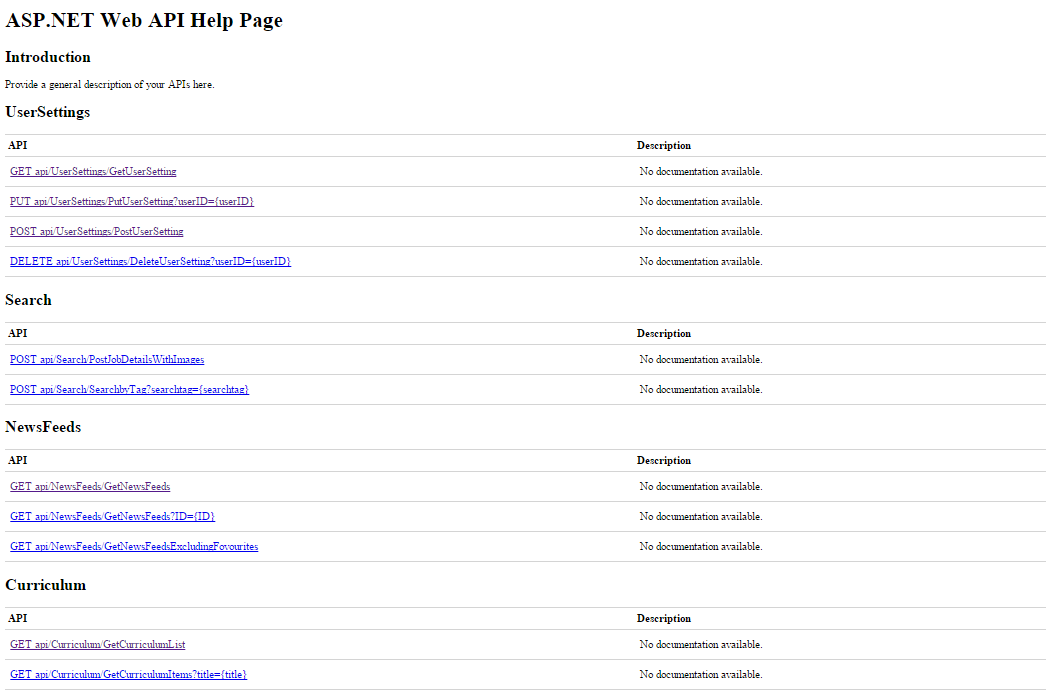 ASP.NET Web API Help Page
Introduction
Provide a general description of your APIs here.
UserSettings
API Description
GET api/UserSettings/GetUserSetting No documentation available.
PUT api/UserSettings/PutUserSetting?userID={userID} No documentation available.
POST api/UserSettings/PostUserSetting No documentation available.
DELETE api/UserSettings/DeleteUserSetting?userID={userID} No documentation available.
Search
API Description
POST api/Search/PostJobDetailsWithImages No documentation available.
POST api/Search/SearchbyTag?searchtag={searchtag} No documentation available.
NewsFeeds
API Description
GET api/NewsFeeds/GetNewsFeeds No documentation available.
GET api/NewsFeeds/GetNewsFeeds?ID={ID} No documentation available.
GET api/NewsFeeds/GetNewsFeedsExcludingFovourites No documentation available.
Curriculum
API Description
GET api/Curriculum/GetCurriculumList No documentation available.
GET api/Curriculum/GetCurriculumItems?title={title} No documentation available.